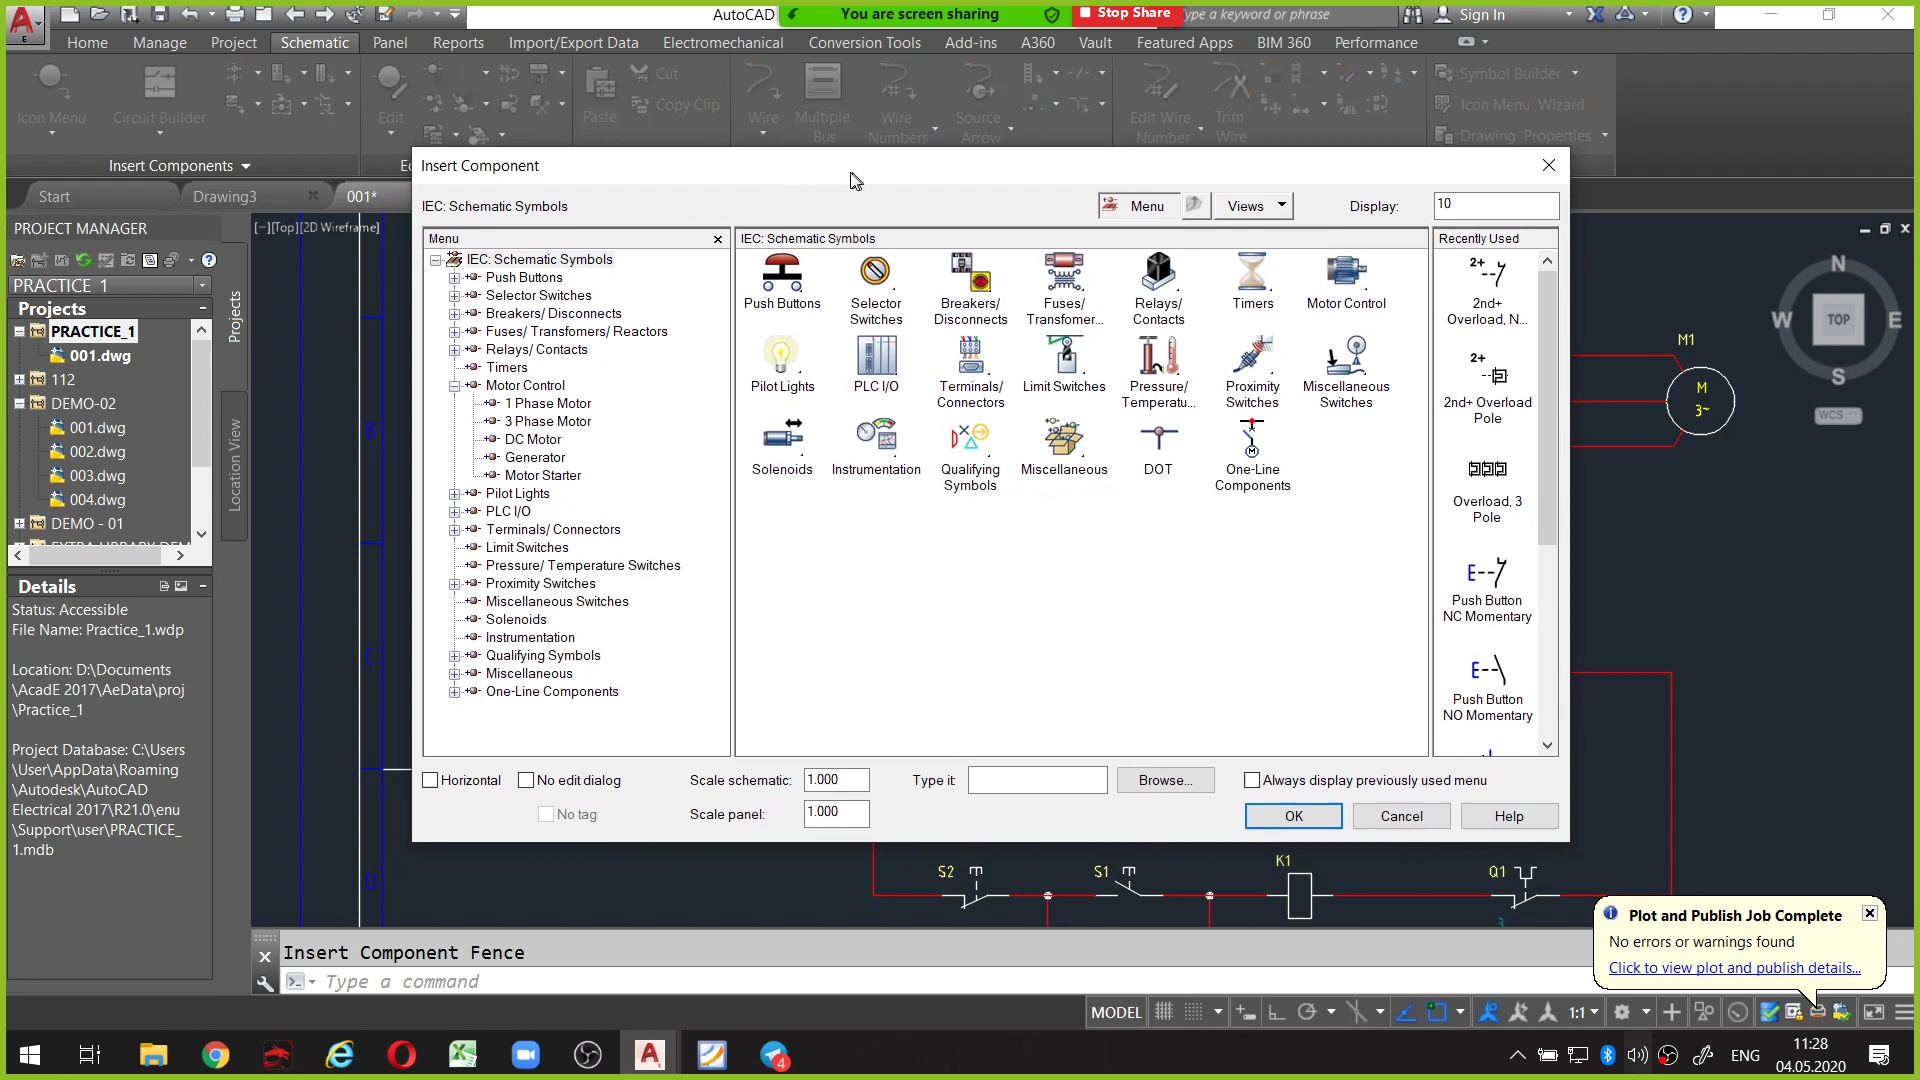 AutoCAD
You are screen sharing
Stop Share
Type a keyword or phrase
Sign In
Home Manage Project Schematic Panel Reports Import/Export Data Electromechanical Conversion Tools Add-ins A360 Vault Featured Apps BIM 360 Performance
Cut
Symbol Builder
Icon Menu Circuit Builder Edit Paste Copy Clip Wire Multiple Bus Wire Numbers Source Arrow Edit Wire Number Trim Wire Icon Menu Wizard
Drawing Properties
Insert Components
Insert Component
Start Drawing3 001*
IEC: Schematic Symbols
Menu Views Display: 10
PROJECT MANAGER
[−][Top][2D Wireframe]
PRACTICE 1
Projects
PRACTICE_1
001.dwg
112
DEMO-02
001.dwg
002.dwg
003.dwg
004.dwg
DEMO - 01
Projects
Location View
Details
Status: Accessible
File Name: Practice_1.wdp
Location: D:\Documents
\AcadE 2017\AeData\proj
\Practice_1
Project Database: C:\Users
\User\AppData\Roaming
\Autodesk\AutoCAD
Electrical 2017\R21.0\enu
\Support\user\PRACTICE_
1.mdb
Menu
IEC: Schematic Symbols
Push Buttons
Selector Switches
Breakers/ Disconnects
Fuses/ Transfomers/ Reactors
Relays/ Contacts
Timers
Motor Control
1 Phase Motor
3 Phase Motor
DC Motor
Generator
Motor Starter
Pilot Lights
PLC I/O
Terminals/ Connectors
Limit Switches
Pressure/ Temperature Switches
Proximity Switches
Miscellaneous Switches
Solenoids
Instrumentation
Qualifying Symbols
Miscellaneous
One-Line Components
IEC: Schematic Symbols
Push Buttons
Selector Switches
Breakers/ Disconnects
Fuses/ Transfomer...
Relays/ Contacts
Timers
Motor Control
Pilot Lights
PLC I/O
Terminals/ Connectors
Limit Switches
Pressure/ Temperatu...
Proximity Switches
Miscellaneous Switches
Solenoids
Instrumentation
Qualifying Symbols
Miscellaneous
DOT
One-Line Components
Recently Used
2+
2nd+
Overload, N...
2+
2nd+ Overload
Pole
Overload, 3
Pole
E
Push Button
NC Momentary
E
Push Button
NO Momentary
Horizontal No edit dialog Scale schematic: 1.000 Type it: Browse... Always display previously used menu
No tag Scale panel: 1.000 OK Cancel Help
N
W TOP E
S
WCS
M1
M
3~
B
D
S2 S1 K1 Q1
3
Insert Component Fence
Type a command
Plot and Publish Job Complete
No errors or warnings found
Click to view plot and publish details...
MODEL 1:1
4
ENG
11:28
04.05.2020